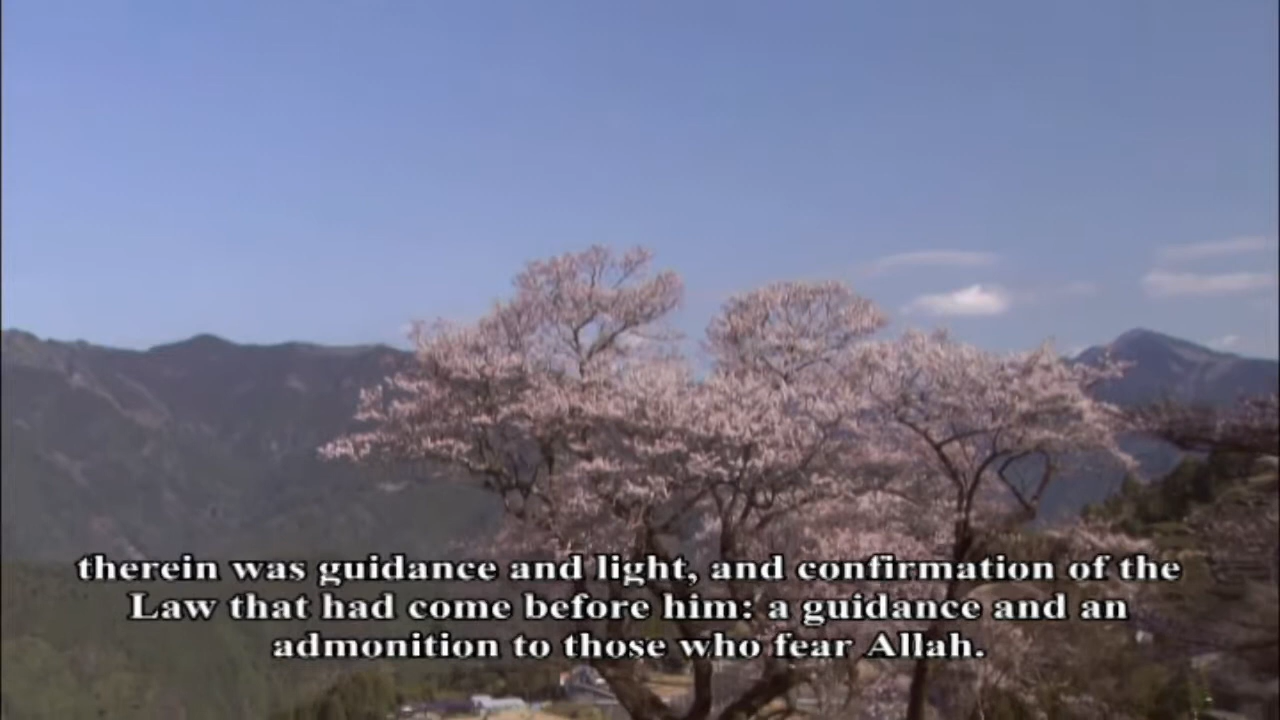 therein was guidance and light, and confirmation of the
Law that had come before him: a guidance and an
admonition to those who fear Allah.